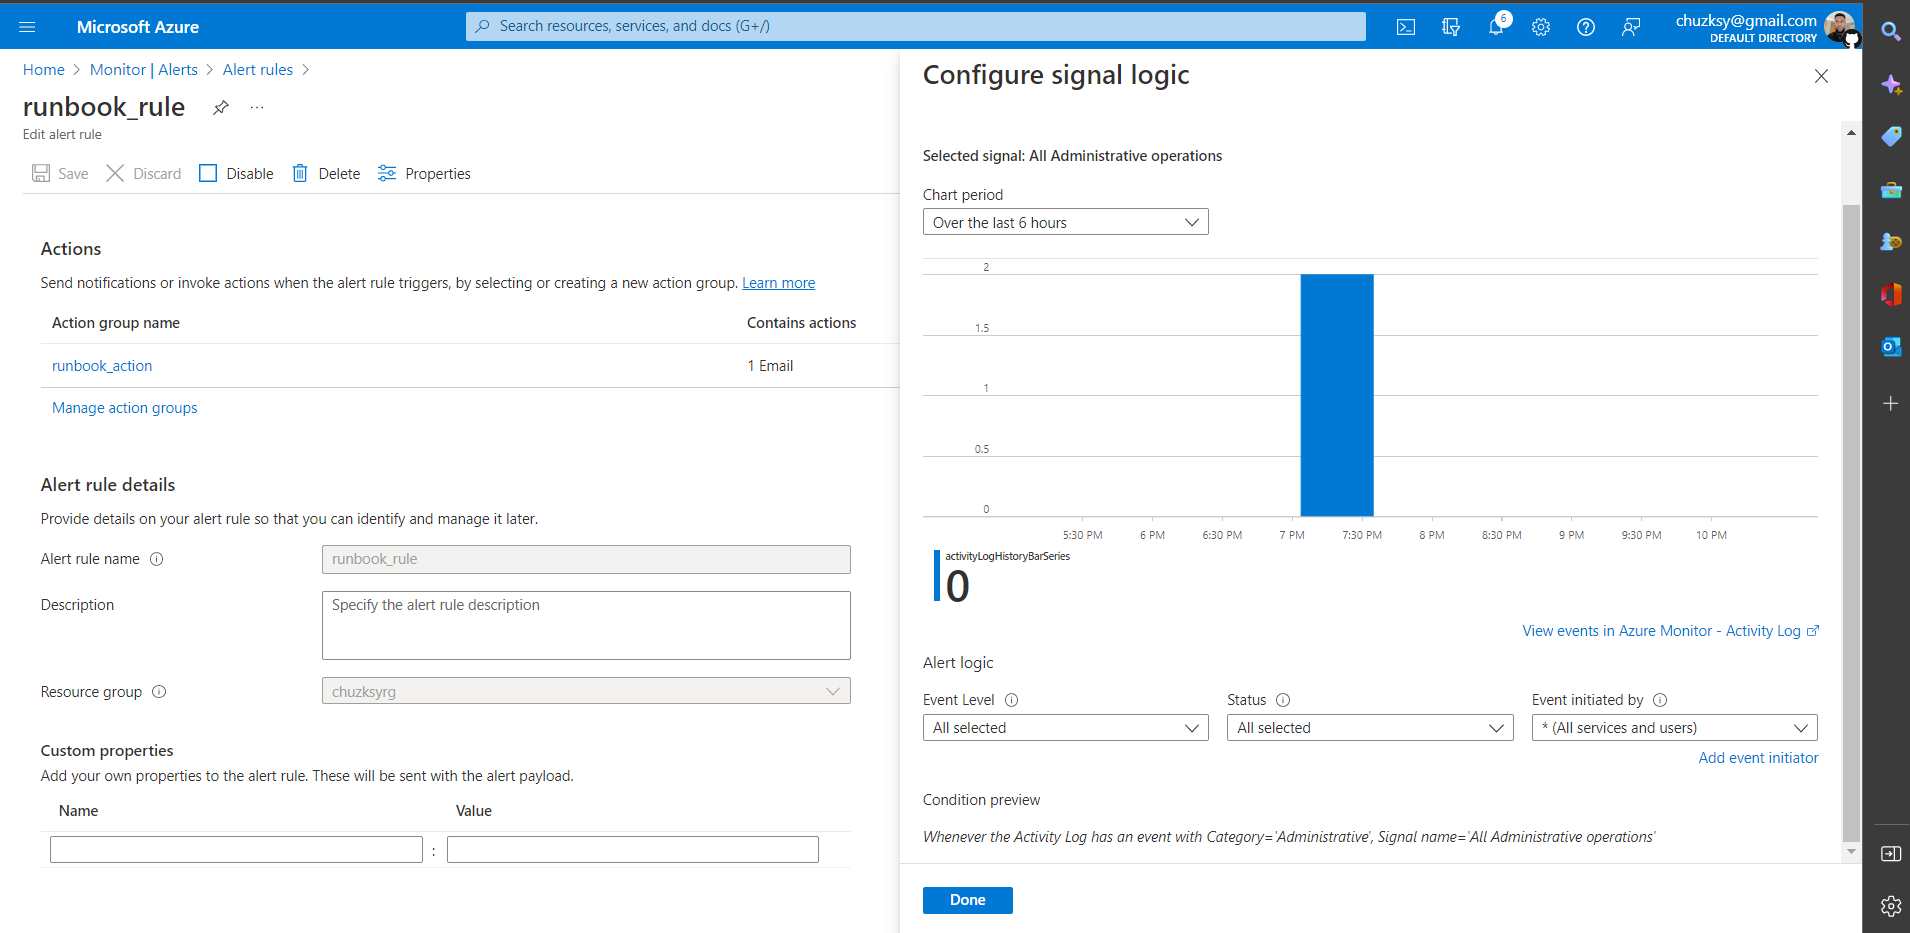 Microsoft Azure
Search resources, services, and docs (G+/)
6
chuzksy@gmail.com
DEFAULT DIRECTORY
Home > Monitor | Alerts > Alert rules >
runbook_rule
...
Edit alert rule
Save
Discard
Disable
Delete
Properties
Actions
Send notifications or invoke actions when the alert rule triggers, by selecting or creating a new action group. Learn more
Action group name
Contains actions
runbook_action
1 Email
Manage action groups
Alert rule details
Provide details on your alert rule so that you can identify and manage it later.
Alert rule name
runbook_rule
Description
Specify the alert rule description
Resource group
chuzksyrg
Custom properties
Add your own properties to the alert rule. These will be sent with the alert payload.
Name
Value
:
Configure signal logic
Selected signal: All Administrative operations
Chart period
Over the last 6 hours
2
1.5
1
0.5
0
5:30 PM
6 PM
6:30 PM
7 PM
7:30 PM
8 PM
8:30 PM
9 PM
9:30 PM
10 PM
activityLogHistoryBarSeries
0
View events in Azure Monitor - Activity Log
Alert logic
Event Level
Status
Event initiated by
All selected
All selected
* (All services and users)
Add event initiator
Condition preview
Whenever the Activity Log has an event with Category='Administrative', Signal name='All Administrative operations'
Done